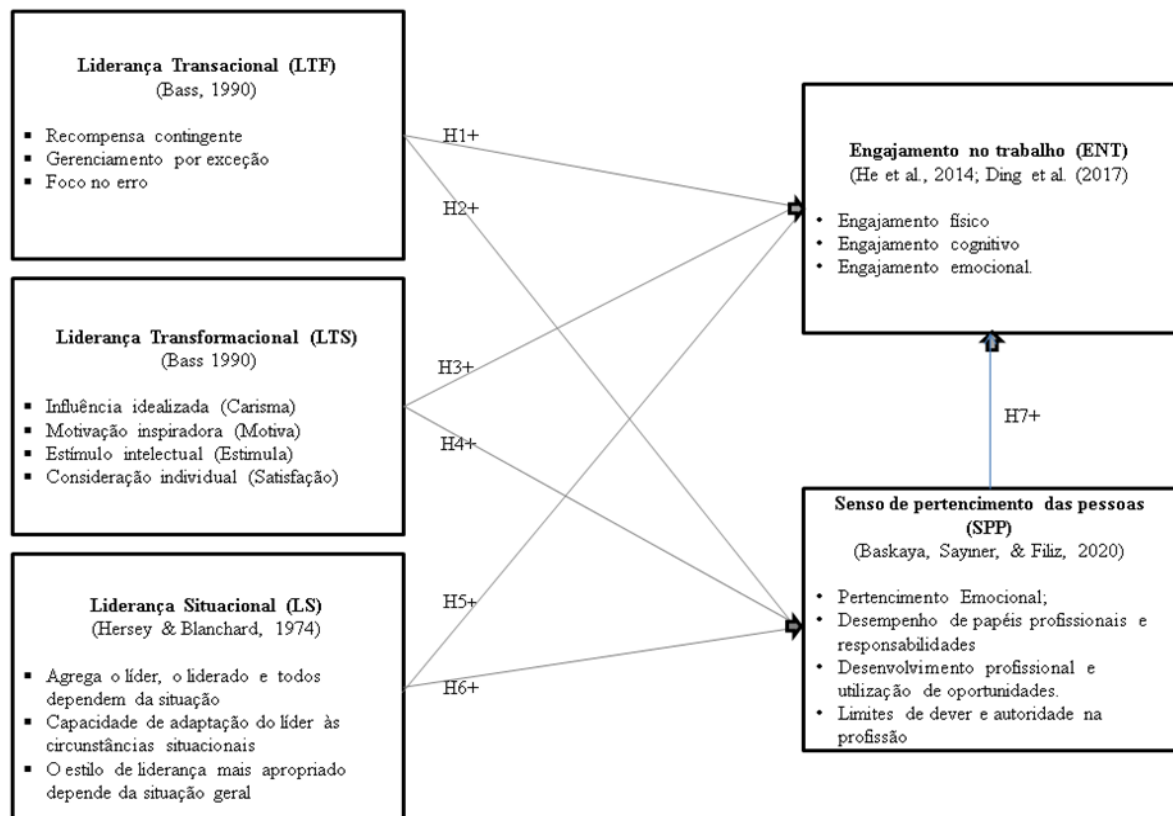 Liderança Transacional (LTF)
(Bass, 1990)
▪ Recompensa contingente
▪ Gerenciamento por exceção
▪ Foco no erro
Liderança Transformacional (LTS)
(Bass 1990)
▪ Influência idealizada (Carisma)
▪ Motivação inspiradora (Motiva)
▪ Estímulo intelectual (Estimula)
▪ Consideração individual (Satisfação)
Liderança Situacional (LS)
(Hersey & Blanchard, 1974)
▪ Agrega o líder, o liderado e todos
dependem da situação
▪ Capacidade de adaptação do líder às
circunstâncias situacionais
▪ O estilo de liderança mais apropriado
depende da situação geral
H1+
H2+
H3+
H4+
H5+
H6+
Engajamento no trabalho (ENT)
(He et al., 2014; Ding et al. (2017)
• Engajamento físico
• Engajamento cognitivo
• Engajamento emocional.
H7+
Senso de pertencimento das pessoas
(SPP)
(Baskaya, Sayıner, & Filiz, 2020)
• Pertencimento Emocional;
• Desempenho de papéis profissionais e
responsabilidades
• Desenvolvimento profissional e
utilização de oportunidades.
• Limites de dever e autoridade na
profissão